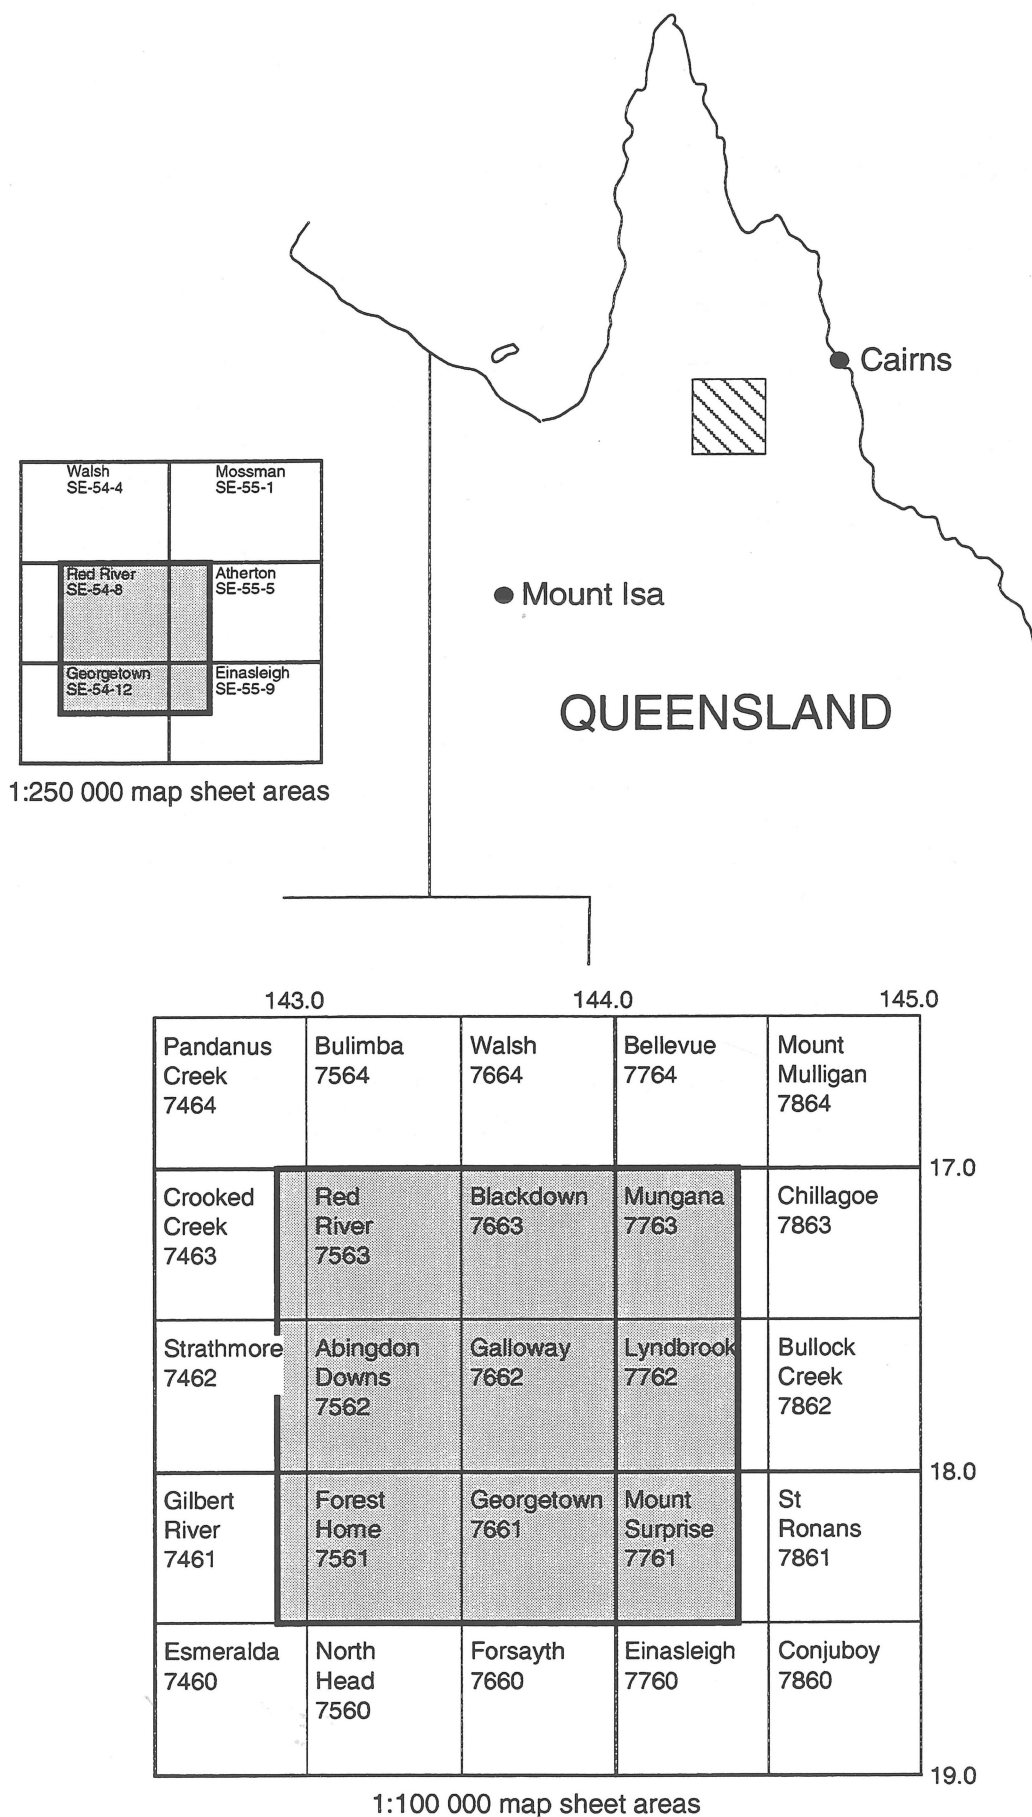 Cairns
Mount Isa
QUEENSLAND
Walsh
SE-54-4
Mossman
SE-55-1
Red River
SE-54-8
Atherton
SE-55-5
Georgetown
SE-54-12
Einasleigh
SE-55-9
1:250 000 map sheet areas
143.0 144.0 145.0
Pandanus
Creek
7464
Bulimba
7564
Walsh
7664
Bellevue
7764
Mount
Mulligan
7864
17.0
Crooked
Creek
7463
Red
River
7563
Blackdown
7663
Mungana
7763
Chillagoe
7863
Strathmore
7462
Abingdon
Downs
7562
Galloway
7662
Lyndbrook
7762
Bullock
Creek
7862
18.0
Gilbert
River
7461
Forest
Home
7561
Georgetown
7661
Mount
Surprise
7761
St
Ronans
7861
Esmeralda
7460
North
Head
7560
Forsayth
7660
Einasleigh
7760
Conjuboy
7860
19.0
1:100 000 map sheet areas